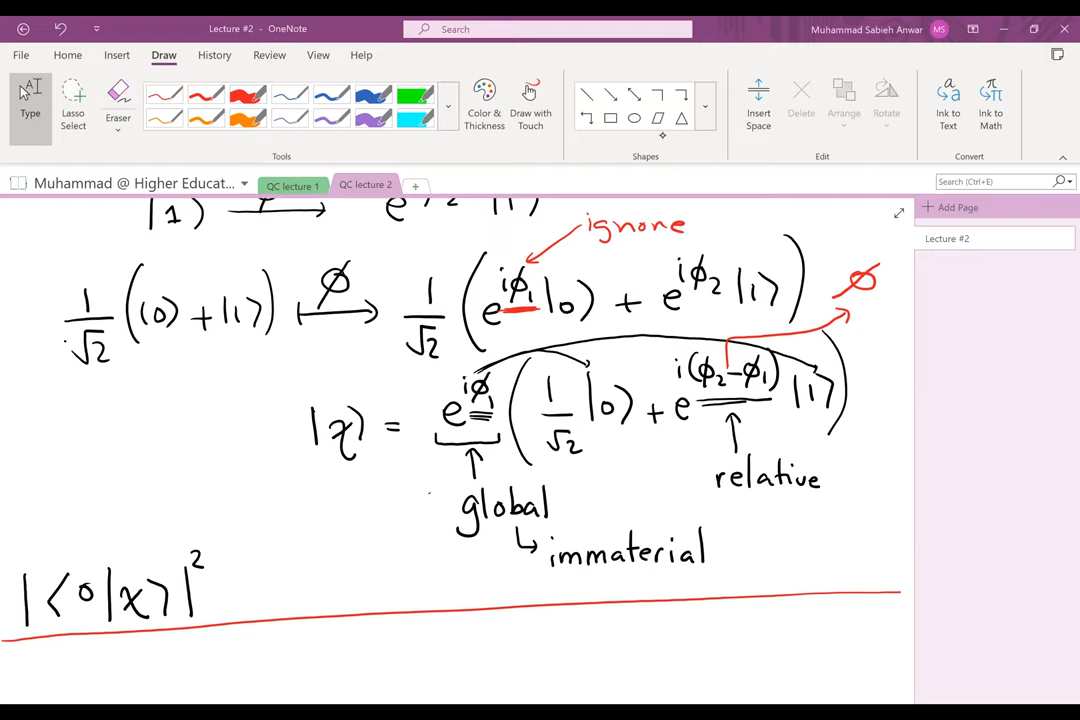 Lecture #2 - OneNote
Search
Muhammad Sabieh Anwar MS
File Home Insert Draw History Review View Help
Type
Lasso Select
Eraser
Color & Thickness
Draw with Touch
Insert Space
Delete
Arrange
Rotate
Ink to Text
Ink to Math
Tools
Shapes
Edit
Convert
Muhammad @ Higher Educat...
QC lecture 1
QC lecture 2
Search (Ctrl+E)
Add Page
Lecture #2
ignore
1/√2 (|0⟩ + |1⟩) ⟼ϕ 1/√2 (e^{iϕ₁}|0⟩ + e^{iϕ₂}|1⟩)
ϕ
|χ⟩ = e^{iϕ₁} (1/√2 |0⟩ + e^{i(ϕ₂-ϕ₁)} |1⟩)
relative
global
↳ immaterial
|⟨0|χ⟩|²